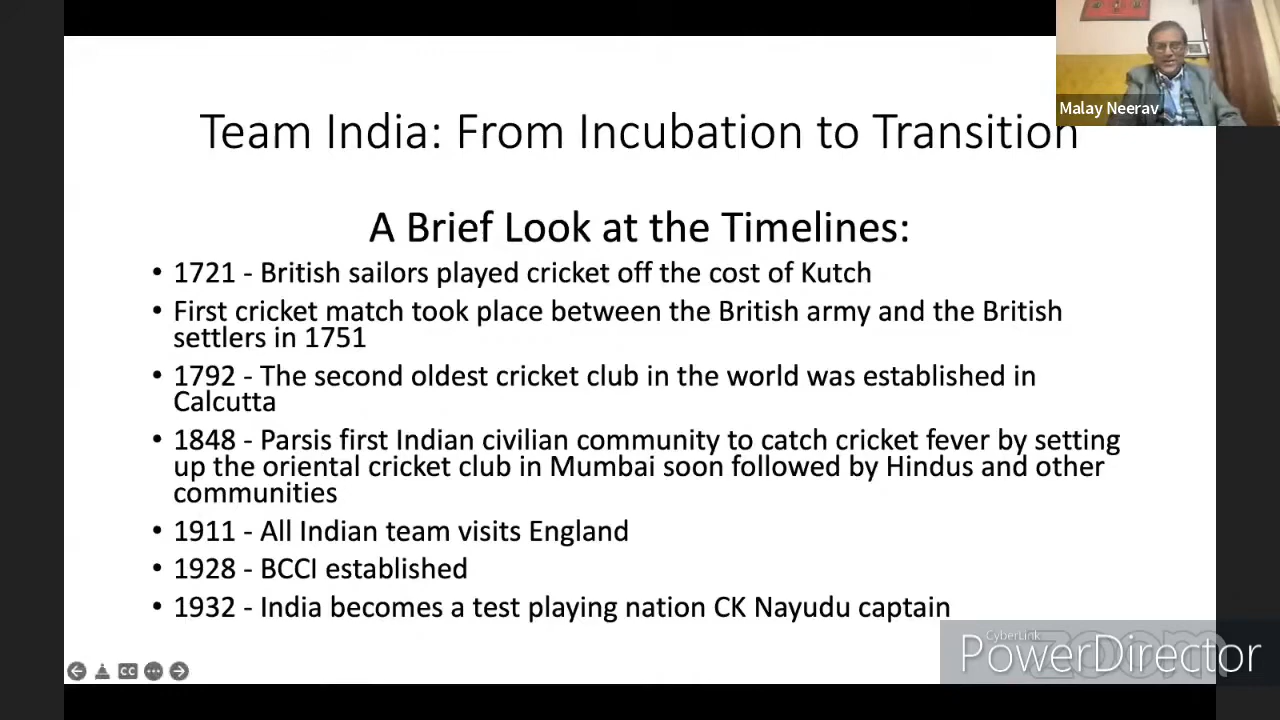 Malay Neerav
Team India: From Incubation to Transition
A Brief Look at the Timelines:
• 1721 - British sailors played cricket off the cost of Kutch
• First cricket match took place between the British army and the British
settlers in 1751
• 1792 - The second oldest cricket club in the world was established in
Calcutta
• 1848 - Parsis first Indian civilian community to catch cricket fever by setting
up the oriental cricket club in Mumbai soon followed by Hindus and other
communities
• 1911 - All Indian team visits England
• 1928 - BCCI established
• 1932 - India becomes a test playing nation CK Nayudu captain
CC
zoom
CyberLink
PowerDirector